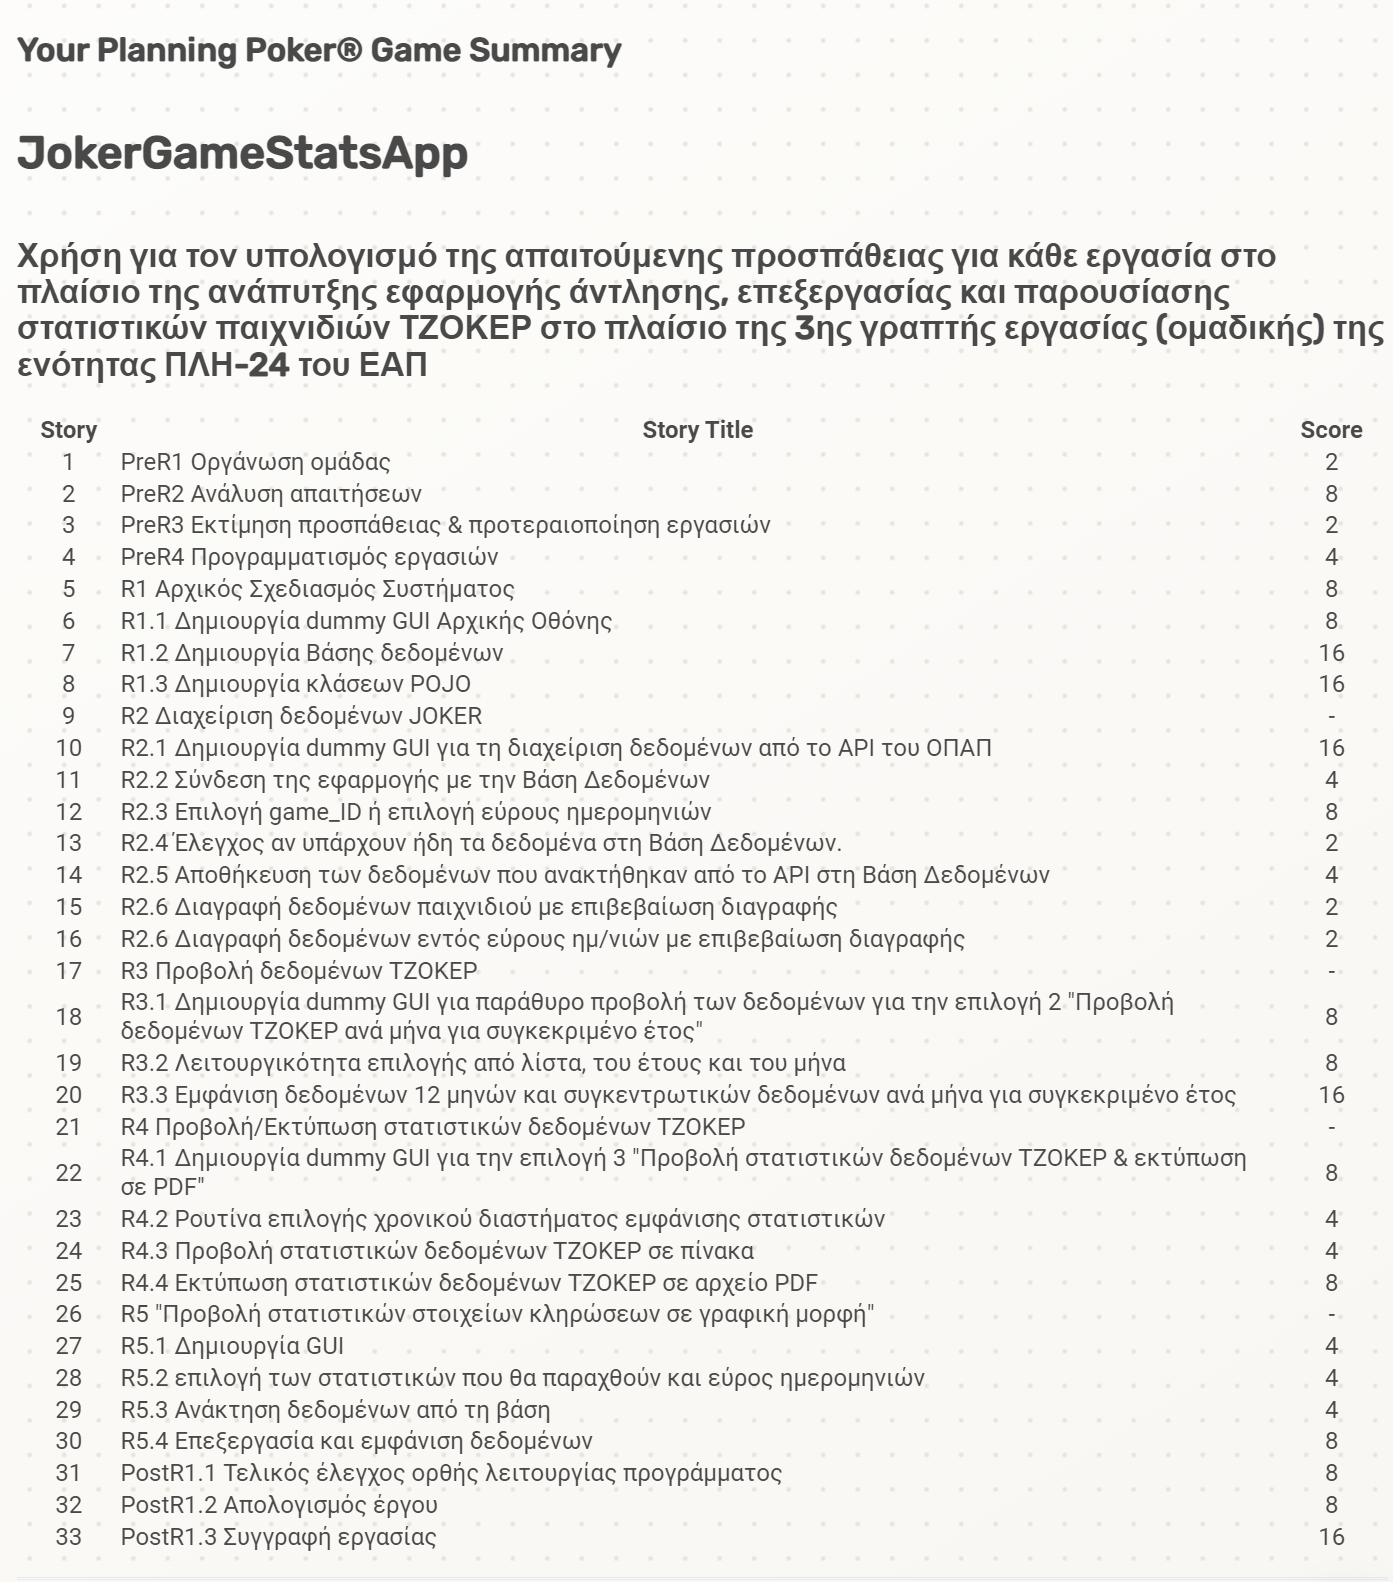 Your Planning Poker® Game Summary
JokerGameStatsApp
Χρήση για τον υπολογισμό της απαιτούμενης προσπάθειας για κάθε εργασία στο
πλαίσιο της ανάπυτξης εφαρμογής άντλησης, επεξεργασίας και παρουσίασης
στατιστικών παιχνιδιών ΤΖΟΚΕΡ στο πλαίσιο της 3ης γραπτής εργασίας (ομαδικής) της
ενότητας ΠΛΗ-24 του ΕΑΠ
Story Story Title Score
1 PreR1 Οργάνωση ομάδας 2
2 PreR2 Ανάλυση απαιτήσεων 8
3 PreR3 Εκτίμηση προσπάθειας & προτεραιοποίηση εργασιών 2
4 PreR4 Προγραμματισμός εργασιών 4
5 R1 Αρχικός Σχεδιασμός Συστήματος 8
6 R1.1 Δημιουργία dummy GUI Αρχικής Οθόνης 8
7 R1.2 Δημιουργία Βάσης δεδομένων 16
8 R1.3 Δημιουργία κλάσεων POJO 16
9 R2 Διαχείριση δεδομένων JOKER -
10 R2.1 Δημιουργία dummy GUI για τη διαχείριση δεδομένων από το API του ΟΠΑΠ 16
11 R2.2 Σύνδεση της εφαρμογής με την Βάση Δεδομένων 4
12 R2.3 Επιλογή game_ID ή επιλογή εύρους ημερομηνιών 8
13 R2.4 Έλεγχος αν υπάρχουν ήδη τα δεδομένα στη Βάση Δεδομένων. 2
14 R2.5 Αποθήκευση των δεδομένων που ανακτήθηκαν από το API στη Βάση Δεδομένων 4
15 R2.6 Διαγραφή δεδομένων παιχνιδιού με επιβεβαίωση διαγραφής 2
16 R2.6 Διαγραφή δεδομένων εντός εύρους ημ/νιών με επιβεβαίωση διαγραφής 2
17 R3 Προβολή δεδομένων ΤΖΟΚΕΡ -
18 R3.1 Δημιουργία dummy GUI για παράθυρο προβολή των δεδομένων για την επιλογή 2 "Προβολή
δεδομένων ΤΖΟΚΕΡ ανά μήνα για συγκεκριμένο έτος" 8
19 R3.2 Λειτουργικότητα επιλογής από λίστα, του έτους και του μήνα 8
20 R3.3 Εμφάνιση δεδομένων 12 μηνών και συγκεντρωτικών δεδομένων ανά μήνα για συγκεκριμένο έτος 16
21 R4 Προβολή/Εκτύπωση στατιστικών δεδομένων ΤΖΟΚΕΡ -
22 R4.1 Δημιουργία dummy GUI για την επιλογή 3 "Προβολή στατιστικών δεδομένων ΤΖΟΚΕΡ & εκτύπωση
σε PDF" 8
23 R4.2 Ρουτίνα επιλογής χρονικού διαστήματος εμφάνισης στατιστικών 4
24 R4.3 Προβολή στατιστικών δεδομένων ΤΖΟΚΕΡ σε πίνακα 4
25 R4.4 Εκτύπωση στατιστικών δεδομένων ΤΖΟΚΕΡ σε αρχείο PDF 8
26 R5 "Προβολή στατιστικών στοιχείων κληρώσεων σε γραφική μορφή" -
27 R5.1 Δημιουργία GUI 4
28 R5.2 επιλογή των στατιστικών που θα παραχθούν και εύρος ημερομηνιών 4
29 R5.3 Ανάκτηση δεδομένων από τη βάση 4
30 R5.4 Επεξεργασία και εμφάνιση δεδομένων 8
31 PostR1.1 Τελικός έλεγχος ορθής λειτουργίας προγράμματος 8
32 PostR1.2 Απολογισμός έργου 8
33 PostR1.3 Συγγραφή εργασίας 16